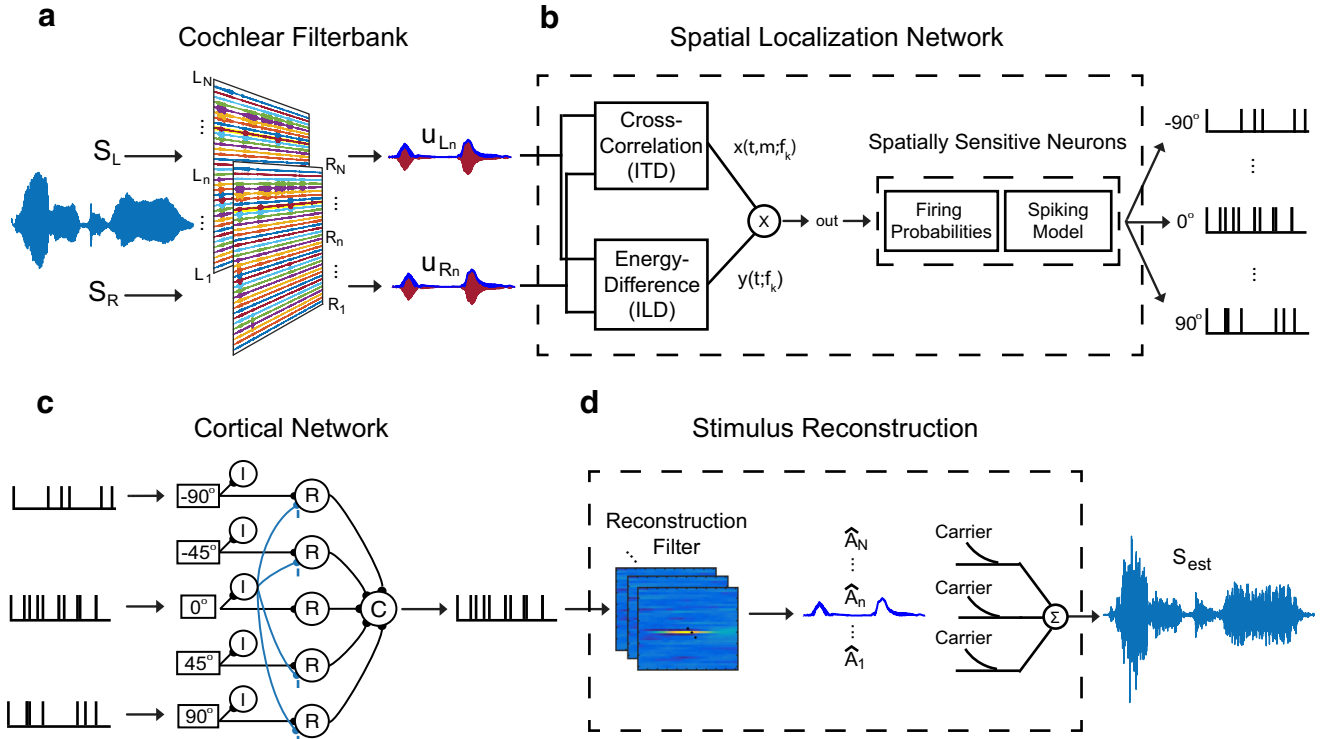 a
Cochlear Filterbank
L_N
⋮
S_L
L_n
⋮
S_R
L_1
R_N
⋮
R_n
⋮
R_1
u_Ln
u_Rn
b
Spatial Localization Network
Cross-
Correlation
(ITD)
Energy-
Difference
(ILD)
x(t,m;f_k)
y(t;f_k)
X
out
Spatially Sensitive Neurons
Firing
Probabilities
Spiking
Model
-90°
⋮
0°
⋮
90°
c
Cortical Network
-90°
I
R
-45°
I
R
0°
I
R
45°
I
R
90°
I
R
C
d
Stimulus Reconstruction
Reconstruction
Filter
Â_N
⋮
Â_n
⋮
Â_1
Carrier
Carrier
Carrier
Σ
S_est